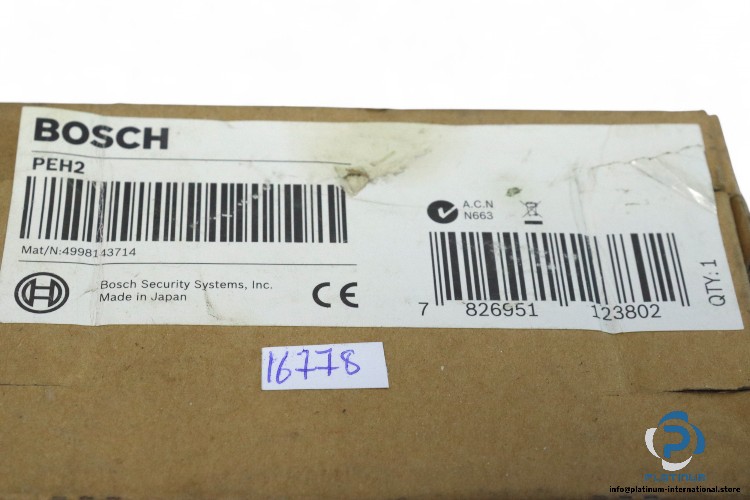 BOSCH
PEH2
Mat/N:4998143714
Bosch Security Systems, Inc.
Made in Japan
CE
A.C.N
N663
7 826951 123802
QTY: 1
16778
PLATINUM
info@platinum-international.store